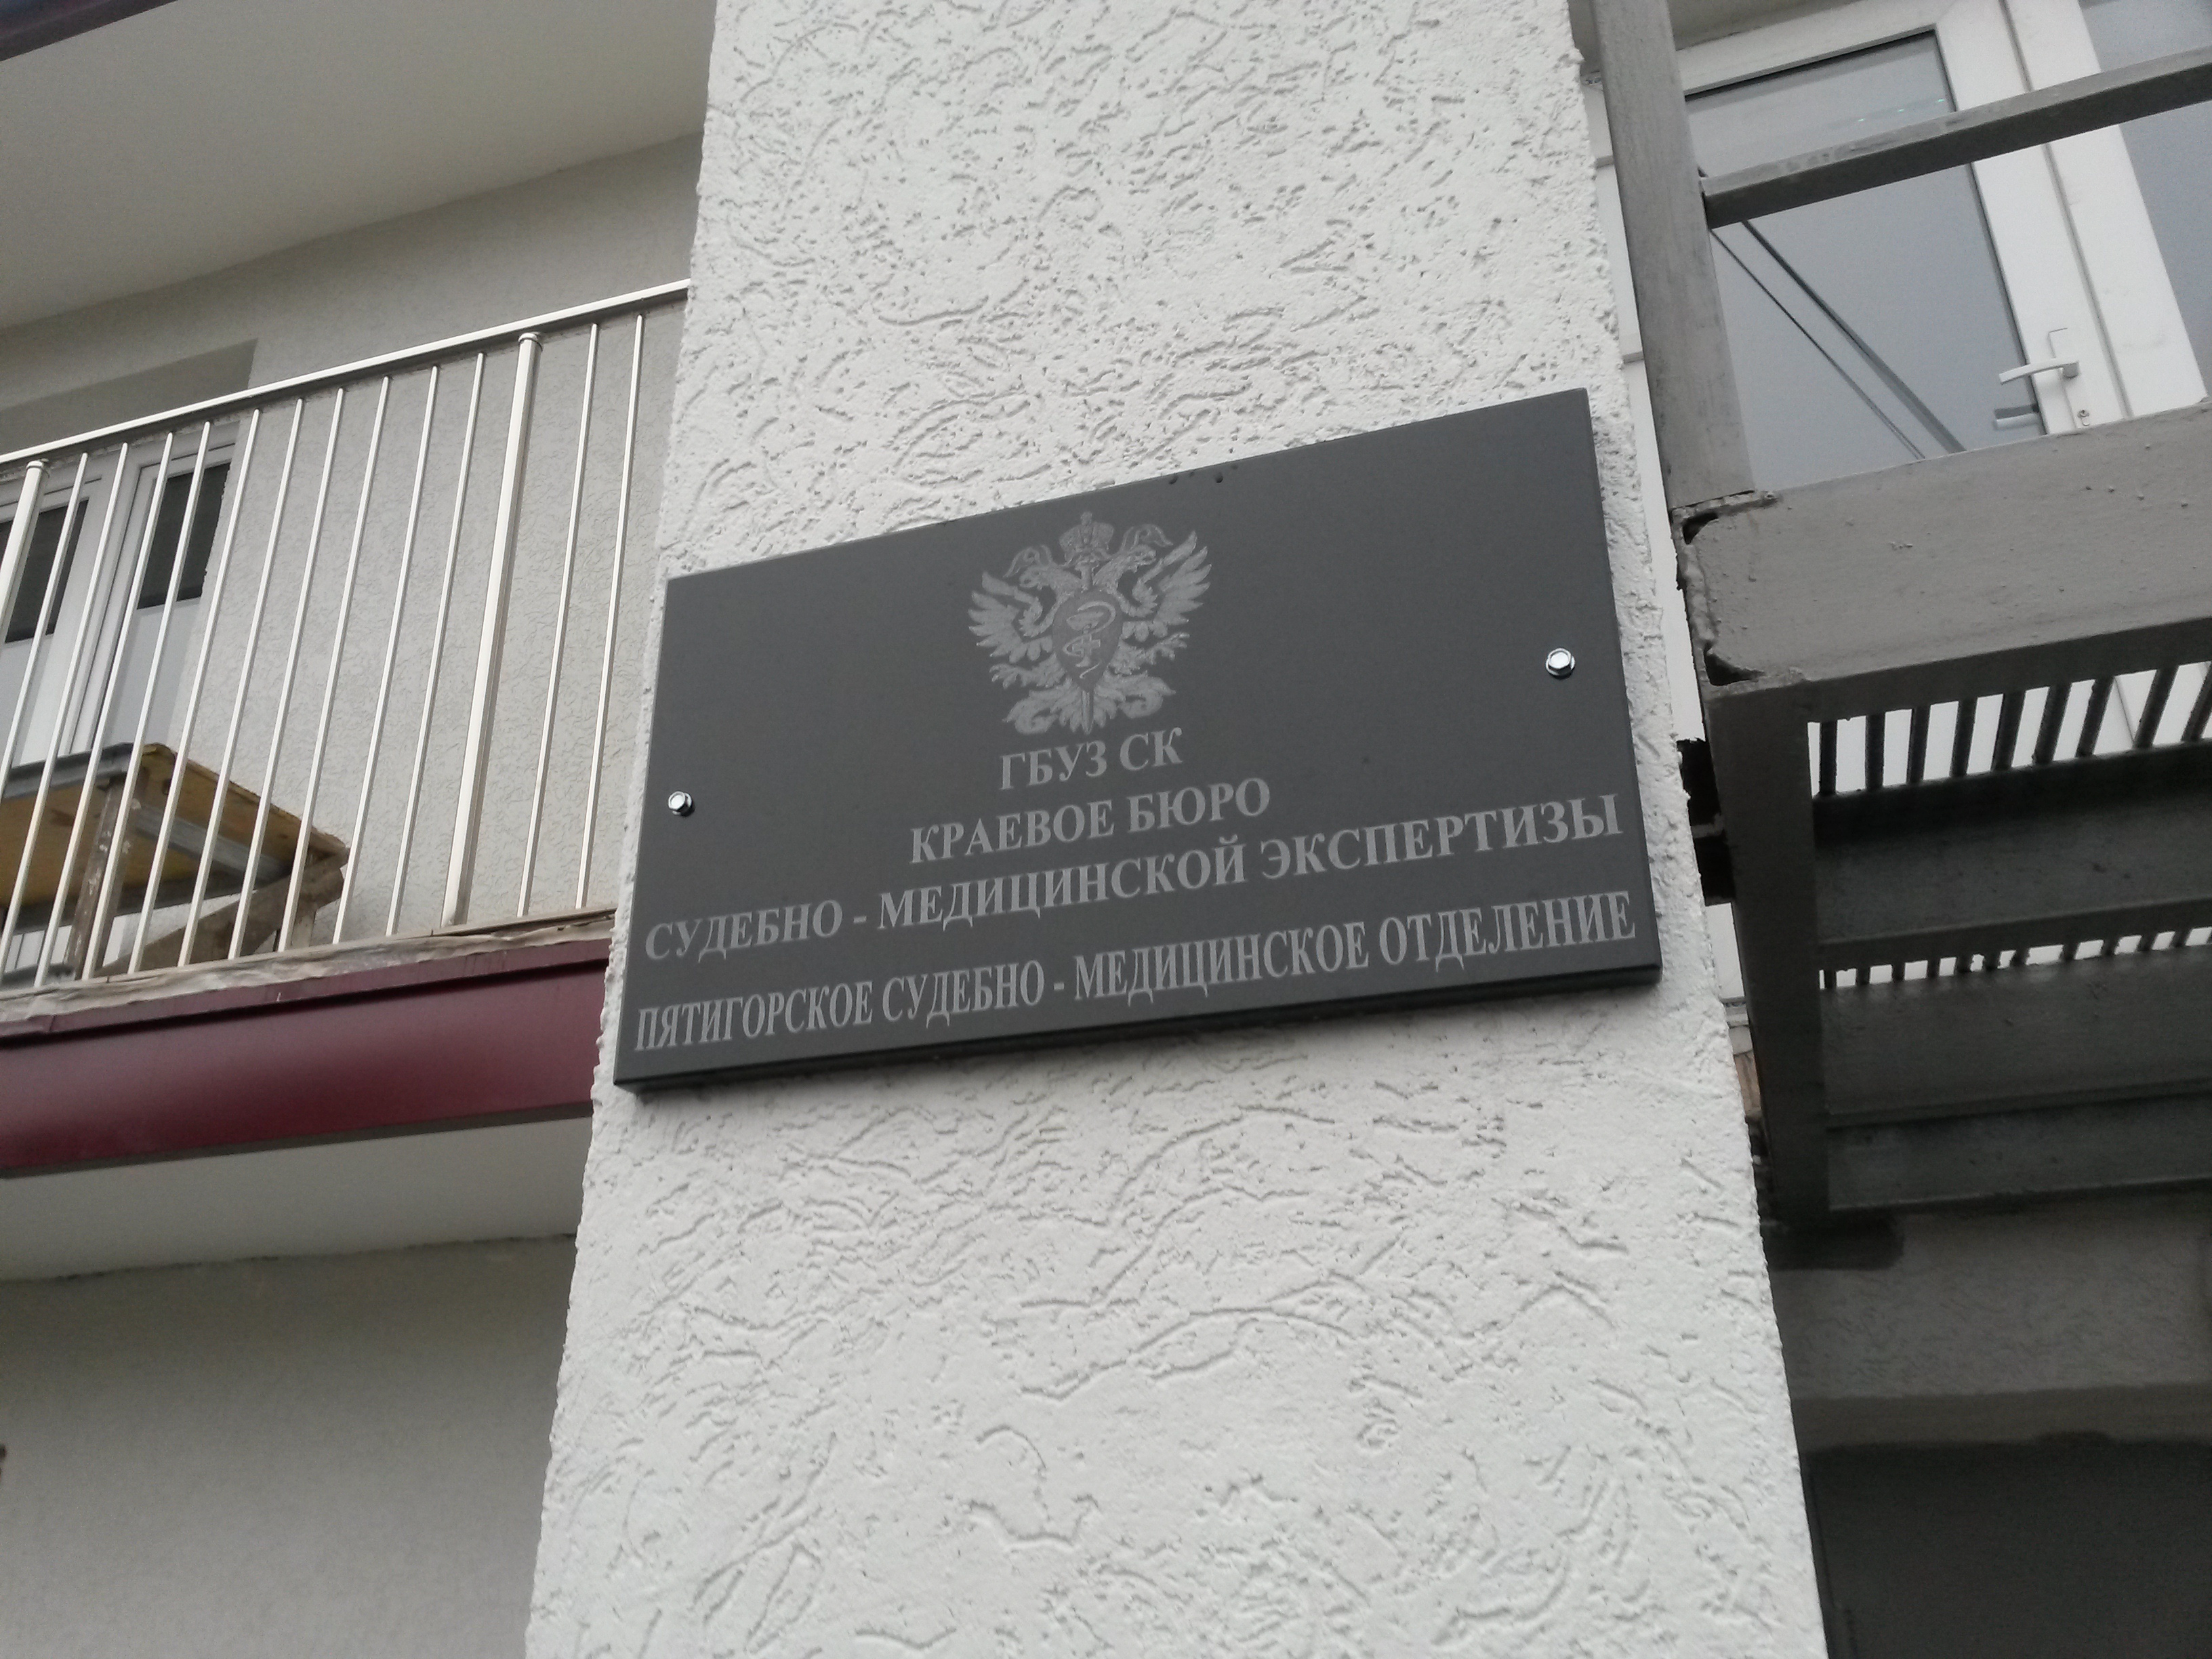 ГБУЗ СК
КРАЕВОЕ БЮРО
СУДЕБНО - МЕДИЦИНСКОЙ ЭКСПЕРТИЗЫ
ПЯТИГОРСКОЕ СУДЕБНО - МЕДИЦИНСКОЕ ОТДЕЛЕНИЕ